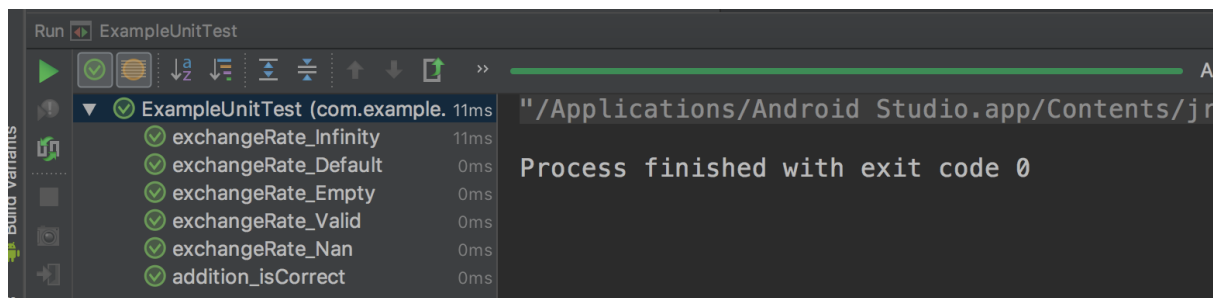 Run ExampleUnitTest
A
ExampleUnitTest (com.example. 11ms
exchangeRate_Infinity 11ms
exchangeRate_Default 0ms
exchangeRate_Empty 0ms
exchangeRate_Valid 0ms
exchangeRate_Nan 0ms
addition_isCorrect 0ms
"/Applications/Android Studio.app/Contents/jr
Process finished with exit code 0
Build Variants